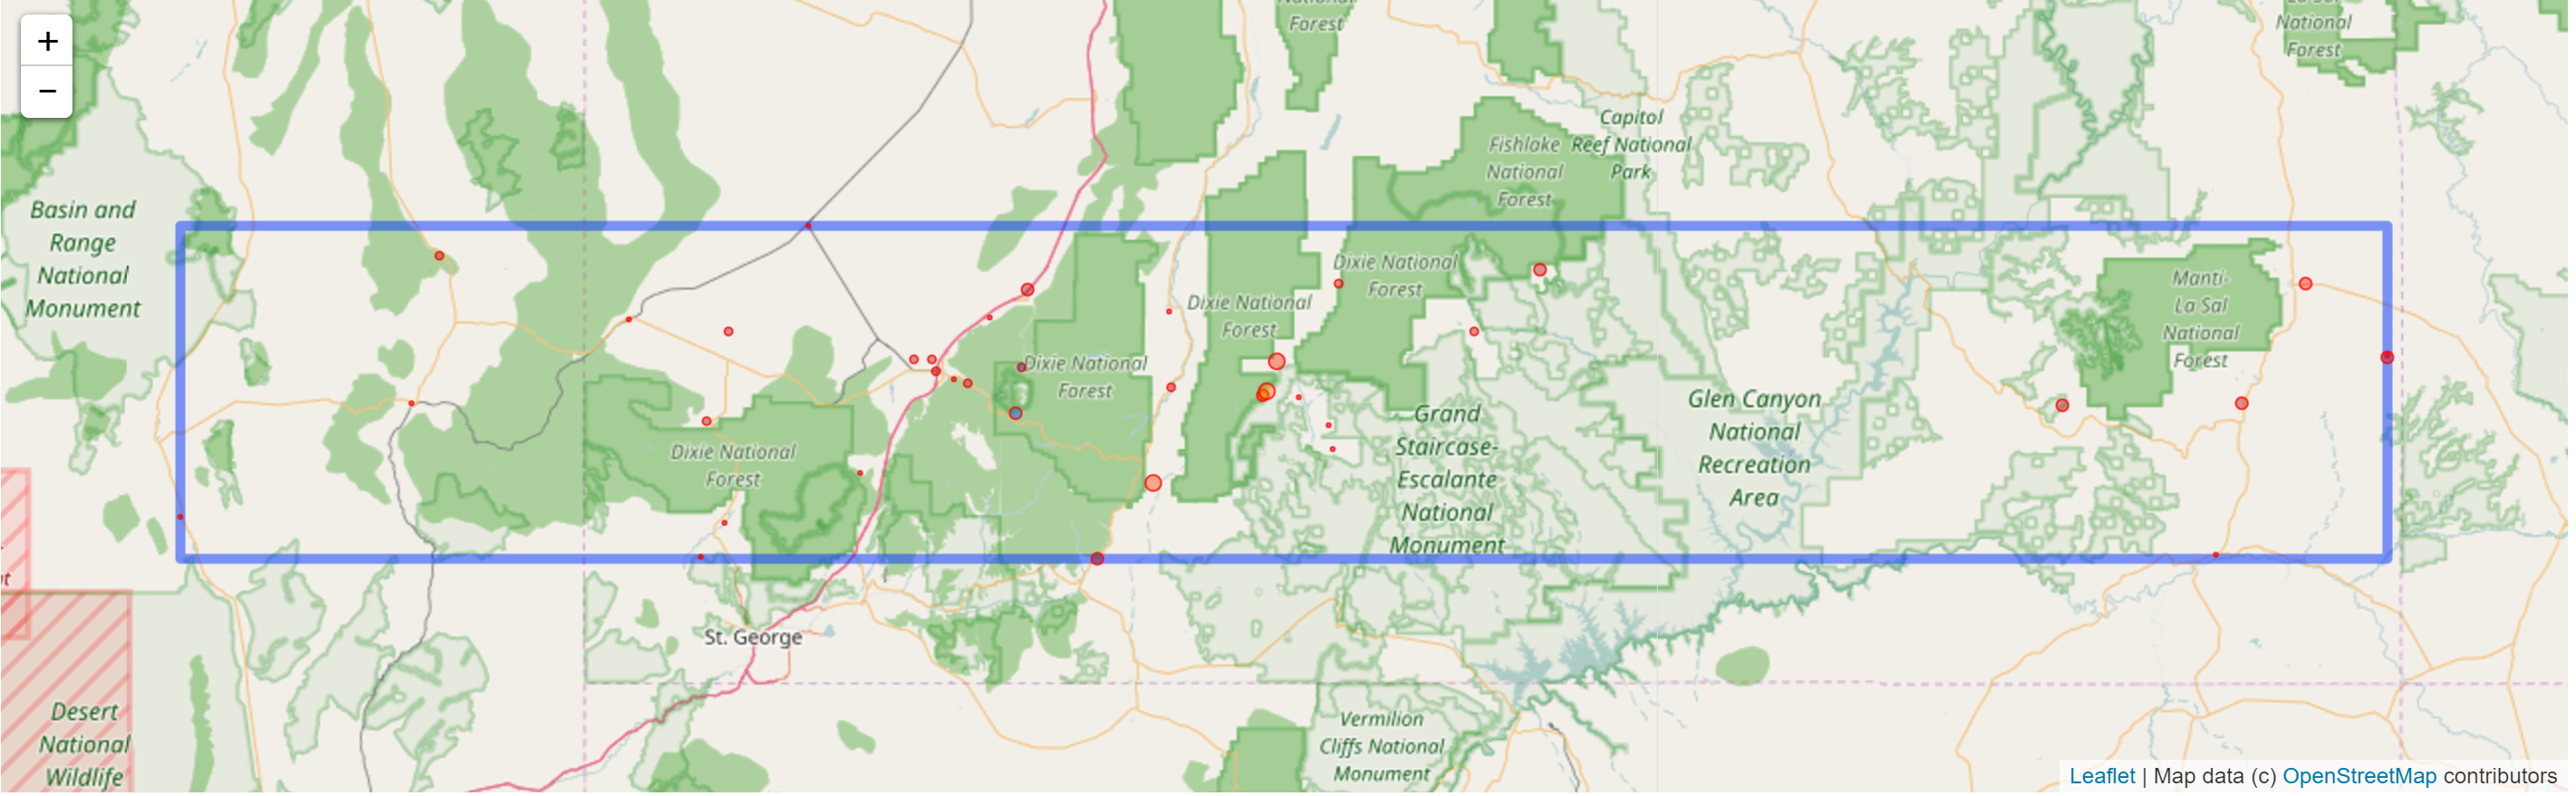 +
−
National
Forest
La Sal
National
Forest
Capitol
Reef National
Park
Fishlake
National
Forest
Basin and
Range
National
Monument
Dixie National
Forest
Manti-
La Sal
National
Forest
Dixie National
Forest
Dixie National
Forest
Glen Canyon
National
Recreation
Area
Grand
Staircase-
Escalante
National
Monument
Dixie National
Forest
St. George
Desert
National
Wildlife
Vermilion
Cliffs National
Monument
Leaflet | Map data (c) OpenStreetMap contributors